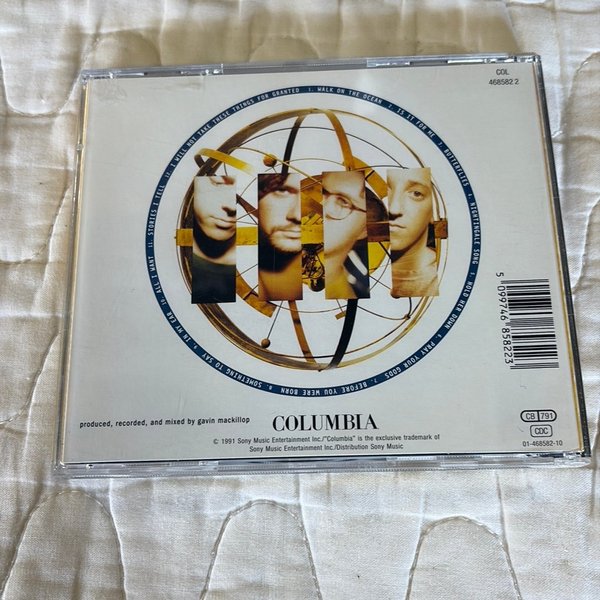 COL
468582 2
1. WALK ON THE OCEAN 2. IS IT FOR ME 3. BUTTERFLIES 4. NIGHTINGALE SONG 5. HOLD HER DOWN 6. PRAY YOUR GODS 7. BEFORE YOU WERE BORN 8. SOMETHING TO SAY 9. IN MY EAR 10. ALL I WANT 11. STORIES I TELL 12. I WILL NOT TAKE THESE THINGS FOR GRANTED
5 099746 858223
produced, recorded, and mixed by gavin mackillop
COLUMBIA
CB 791
CDC
01-468582-10
© 1991 Sony Music Entertainment Inc./"Columbia" is the exclusive trademark of
Sony Music Entertainment Inc./Distribution Sony Music